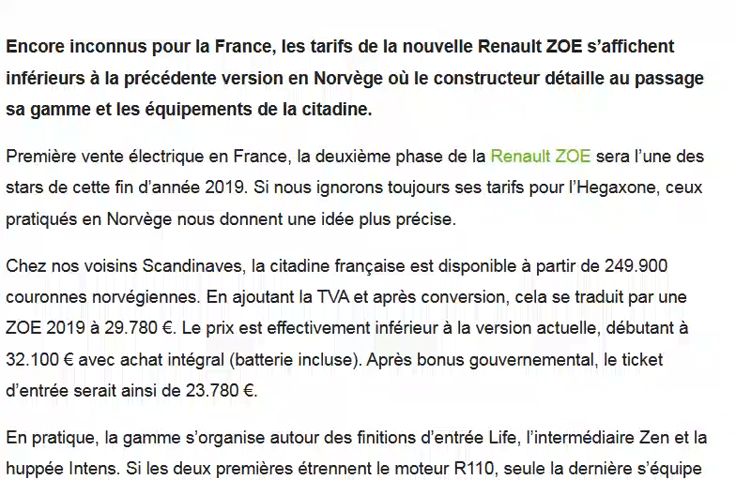 Encore inconnus pour la France, les tarifs de la nouvelle Renault ZOE s’affichent
inférieurs à la précédente version en Norvège où le constructeur détaille au passage
sa gamme et les équipements de la citadine.
Première vente électrique en France, la deuxième phase de la Renault ZOE sera l’une des
stars de cette fin d’année 2019. Si nous ignorons toujours ses tarifs pour l’Hegaxone, ceux
pratiqués en Norvège nous donnent une idée plus précise.
Chez nos voisins Scandinaves, la citadine française est disponible à partir de 249.900
couronnes norvégiennes. En ajoutant la TVA et après conversion, cela se traduit par une
ZOE 2019 à 29.780 €. Le prix est effectivement inférieur à la version actuelle, débutant à
32.100 € avec achat intégral (batterie incluse). Après bonus gouvernemental, le ticket
d’entrée serait ainsi de 23.780 €.
En pratique, la gamme s’organise autour des finitions d’entrée Life, l’intermédiaire Zen et la
huppée Intens. Si les deux premières étrennent le moteur R110, seule la dernière s’équipe